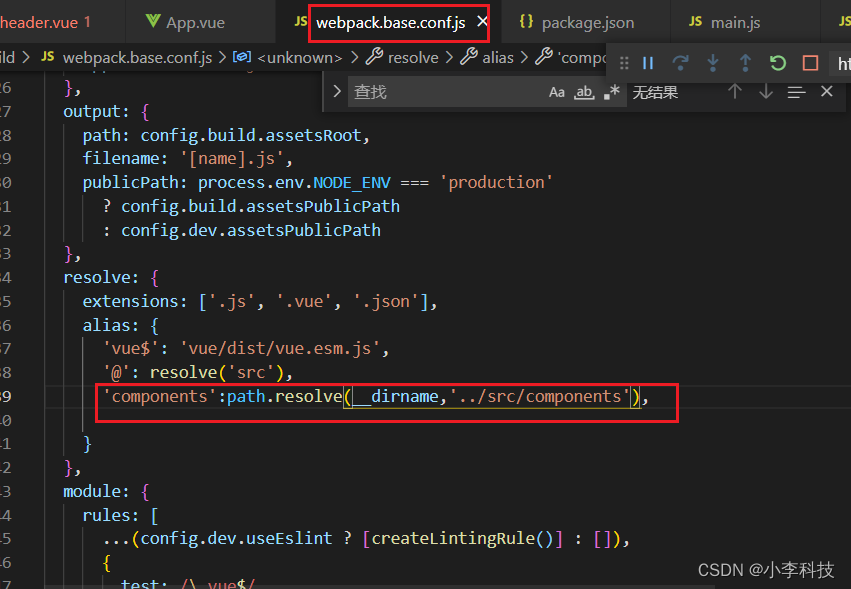 header.vue 1 App.vue JS webpack.base.conf.js {} package.json JS main.js JS
ild > JS webpack.base.conf.js > <unknown> > resolve > alias > 'compo
查找 Aa ab .* 无结果
26 },
27 output: {
28 path: config.build.assetsRoot,
29 filename: '[name].js',
30 publicPath: process.env.NODE_ENV === 'production'
31 ? config.build.assetsPublicPath
32 : config.dev.assetsPublicPath
33 },
34 resolve: {
35 extensions: ['.js', '.vue', '.json'],
36 alias: {
37 'vue$': 'vue/dist/vue.esm.js',
38 '@': resolve('src'),
39 'components':path.resolve(__dirname,'../src/components'),
40
41 }
42 },
43 module: {
44 rules: [
45 ...(config.dev.useEslint ? [createLintingRule()] : []),
46 {
47 test: /\.vue$/
CSDN @小李科技